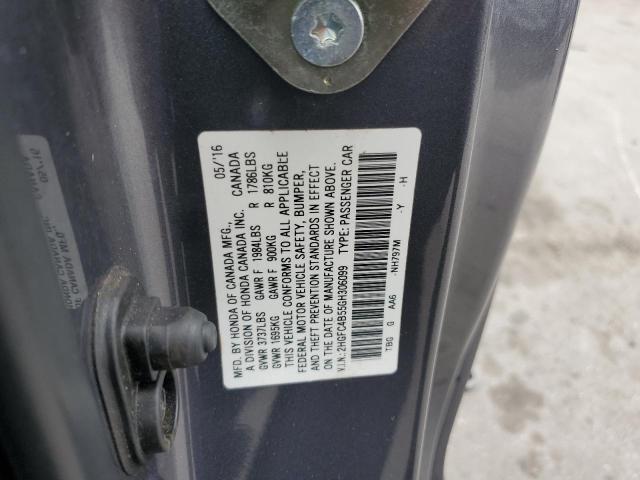 MFD. BY HONDA OF CANADA MFG., 05/'16
A DIVISION OF HONDA CANADA INC. CANADA
GVWR 3737LBS GAWR F 1984LBS R 1786LBS
GVWR 1695KG GAWR F 900KG R 810KG
THIS VEHICLE CONFORMS TO ALL APPLICABLE
FEDERAL MOTOR VEHICLE SAFETY, BUMPER,
AND THEFT PREVENTION STANDARDS IN EFFECT
ON THE DATE OF MANUFACTURE SHOWN ABOVE.
V.I.N.: 2HGFC4B55GH306099 TYPE: PASSENGER CAR
TBG G AA6 -NH797M -Y -H